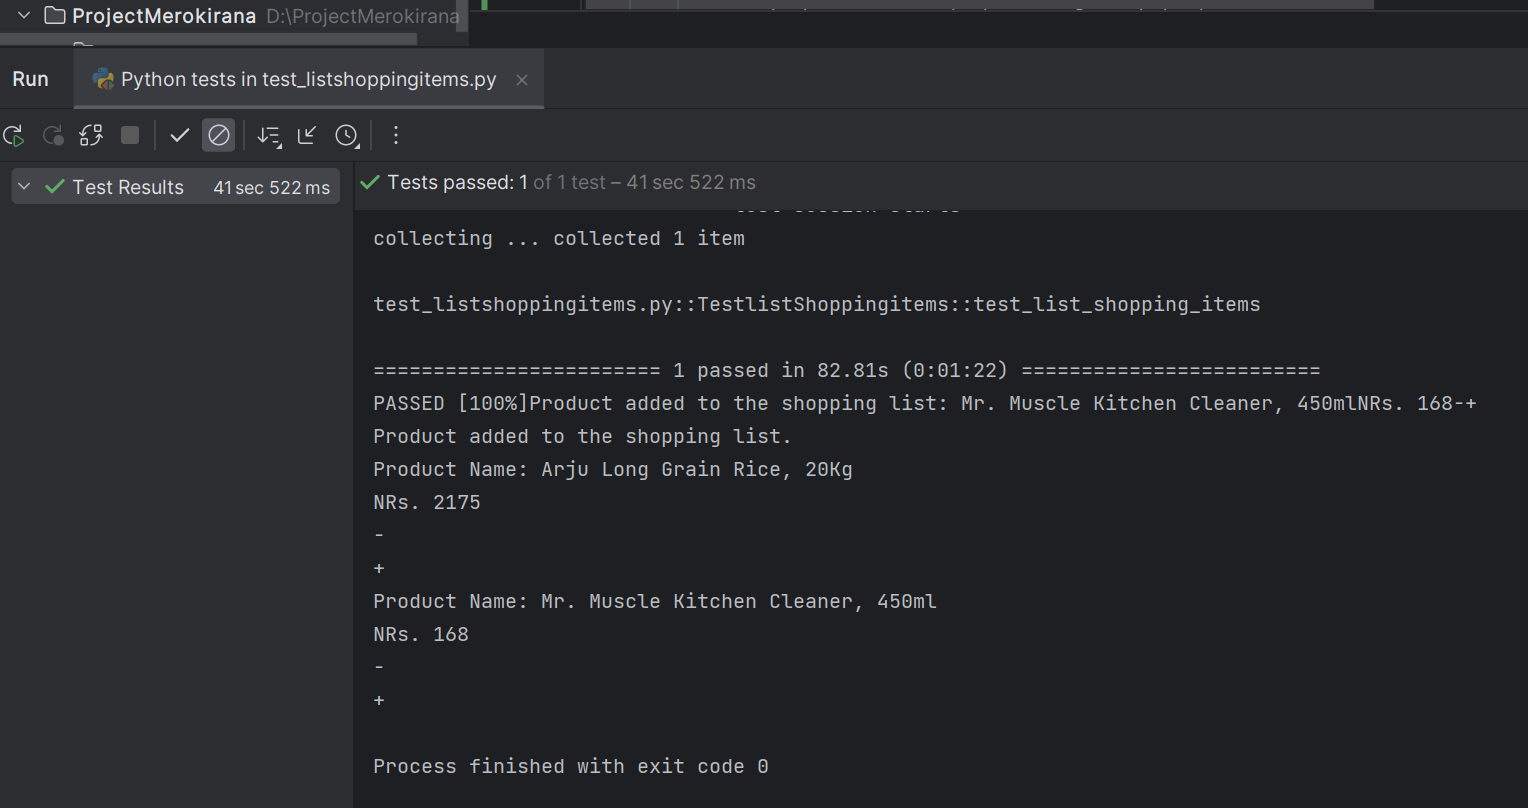 ProjectMerokirana D:\ProjectMerokirana
Run Python tests in test_listshoppingitems.py
Test Results 41 sec 522 ms
Tests passed: 1 of 1 test – 41 sec 522 ms
collecting ... collected 1 item
test_listshoppingitems.py::TestlistShoppingitems::test_list_shopping_items
======================== 1 passed in 82.81s (0:01:22) =========================
PASSED [100%]Product added to the shopping list: Mr. Muscle Kitchen Cleaner, 450mlNRs. 168-+
Product added to the shopping list.
Product Name: Arju Long Grain Rice, 20Kg
NRs. 2175
-
+
Product Name: Mr. Muscle Kitchen Cleaner, 450ml
NRs. 168
-
+
Process finished with exit code 0